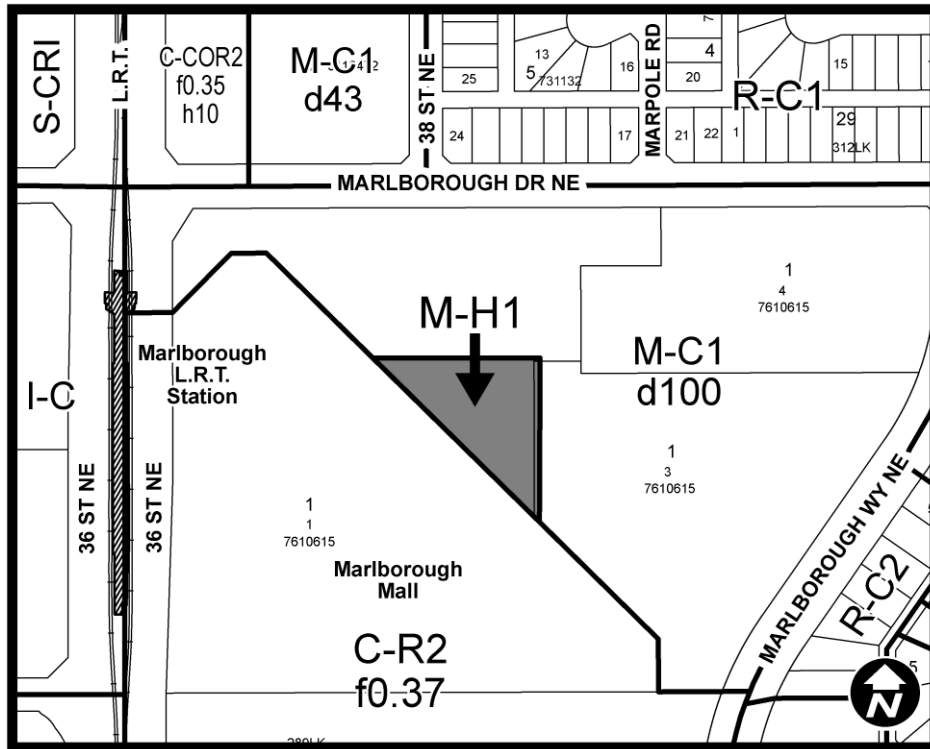 S-CRI
L.R.T.
C-COR2
f0.35
h10
M-C1
d43
38 ST NE
25
13
5
731132
16
MARPOLE RD
7
4
20
R-C1
15
24
17
21
22
1
29
312LK
MARLBOROUGH DR NE
1
4
7610615
M-H1
Marlborough
L.R.T.
Station
M-C1
d100
I-C
36 ST NE
36 ST NE
1
3
7610615
1
1
7610615
Marlborough
Mall
C-R2
f0.37
MARLBOROUGH WY NE
R-C2
5
N